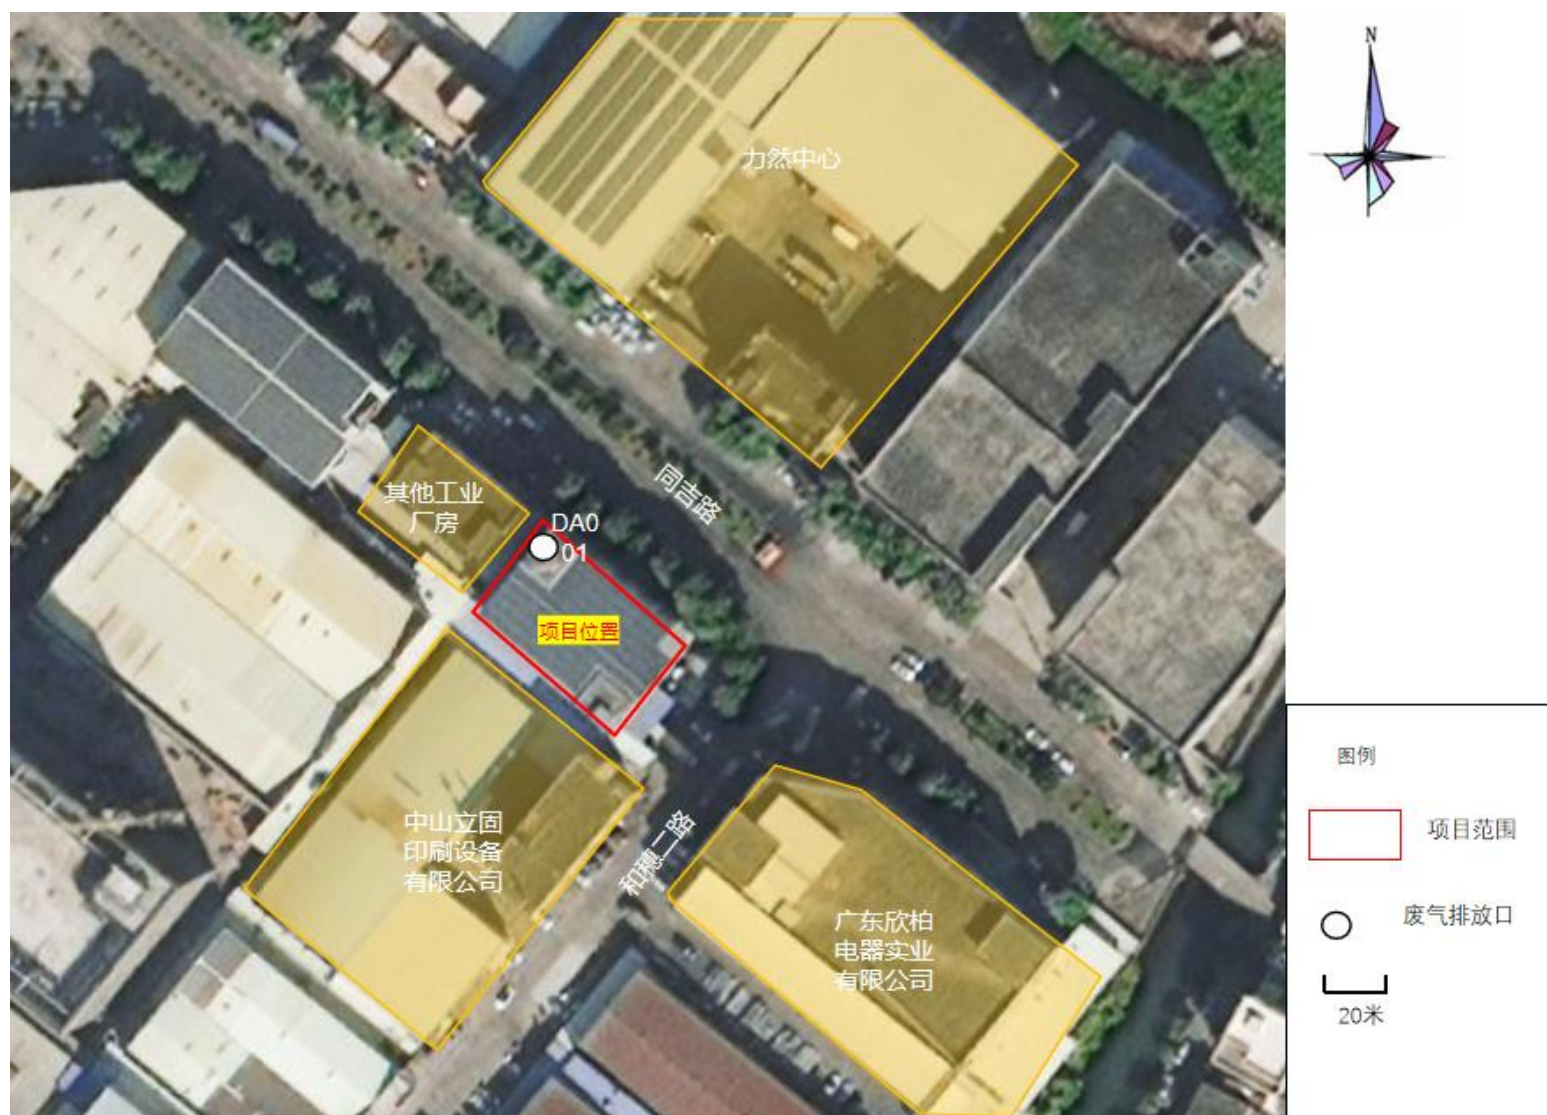 N
力然中心
同吉路
其他工业
厂房
DA0
01
项目位置
中山立固
印刷设备
有限公司
和穗二路
广东欣柏
电器实业
有限公司
图例
项目范围
废气排放口
20米